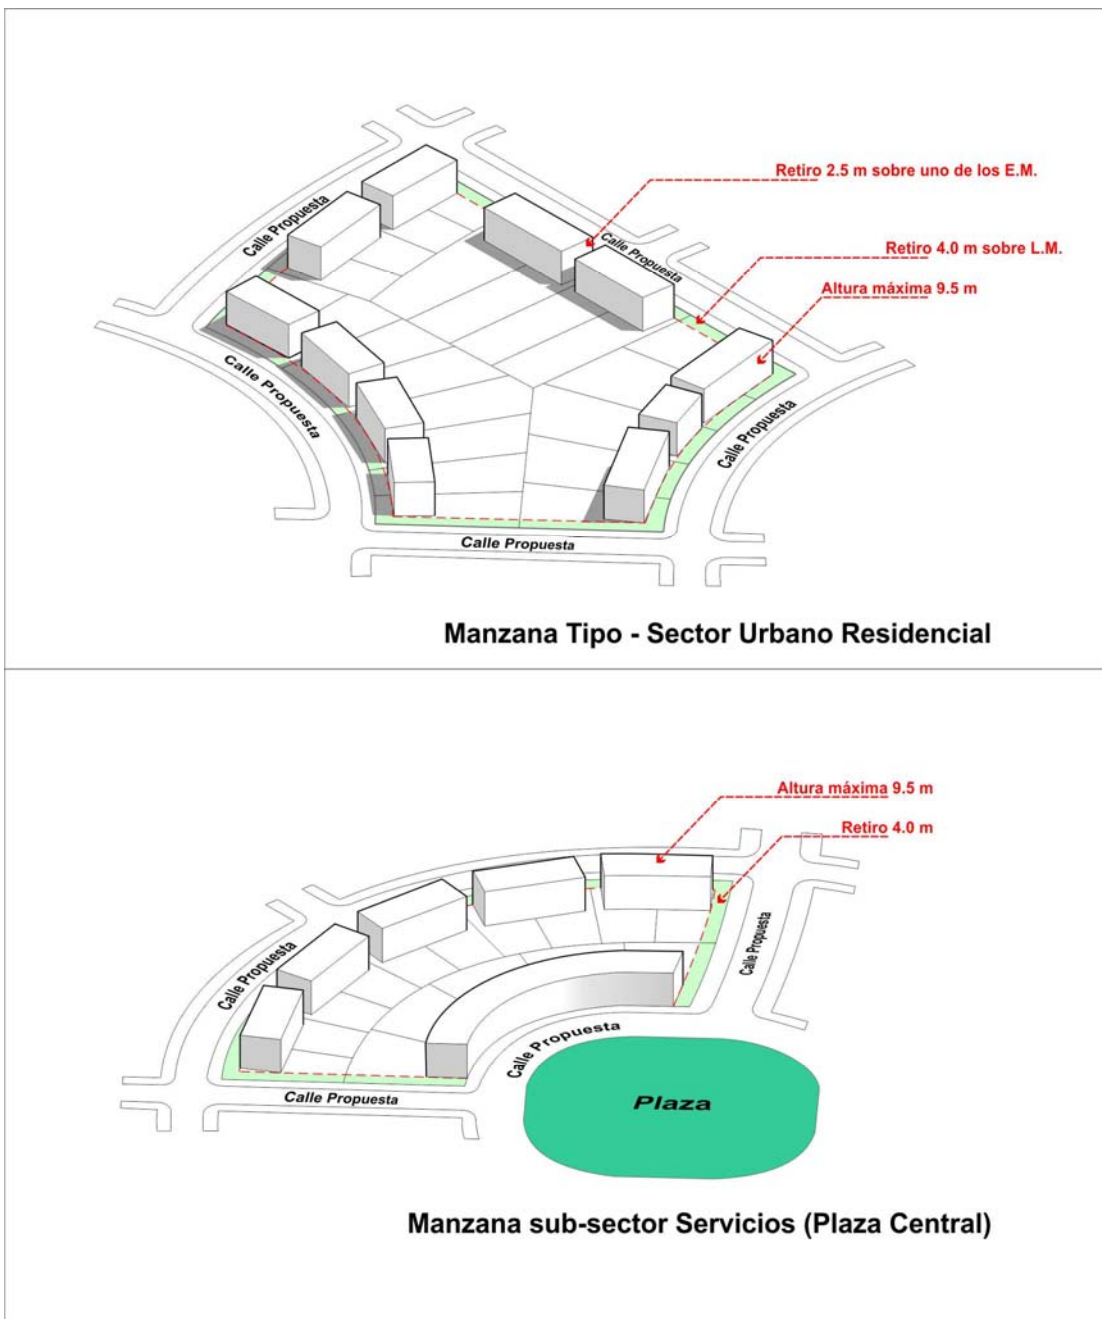 Retiro 2.5 m sobre uno de los E.M.
Calle Propuesta
Calle Propuesta
Retiro 4.0 m sobre L.M.
Altura máxima 9.5 m
Calle Propuesta
Calle Propuesta
Calle Propuesta
Manzana Tipo - Sector Urbano Residencial
Altura máxima 9.5 m
Retiro 4.0 m
Calle Propuesta
Calle Propuesta
Calle Propuesta
Calle Propuesta
Plaza
Manzana sub-sector Servicios (Plaza Central)